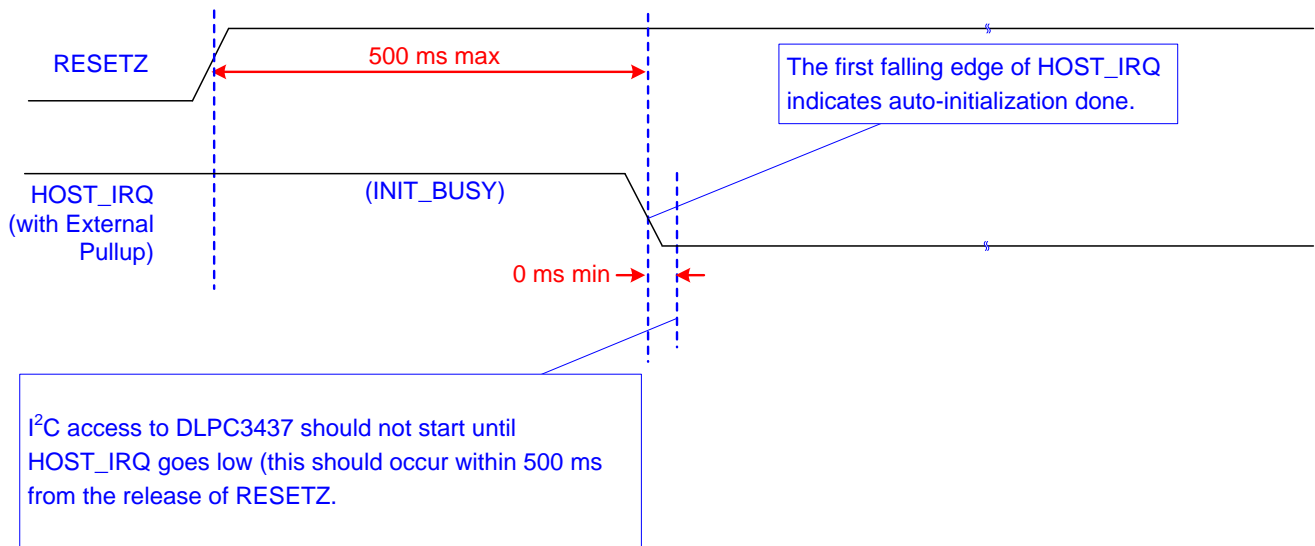 RESETZ
500 ms max
The first falling edge of HOST_IRQ
indicates auto-initialization done.
HOST_IRQ
(with External
Pullup)
(INIT_BUSY)
0 ms min
I²C access to DLPC3437 should not start until
HOST_IRQ goes low (this should occur within 500 ms
from the release of RESETZ.